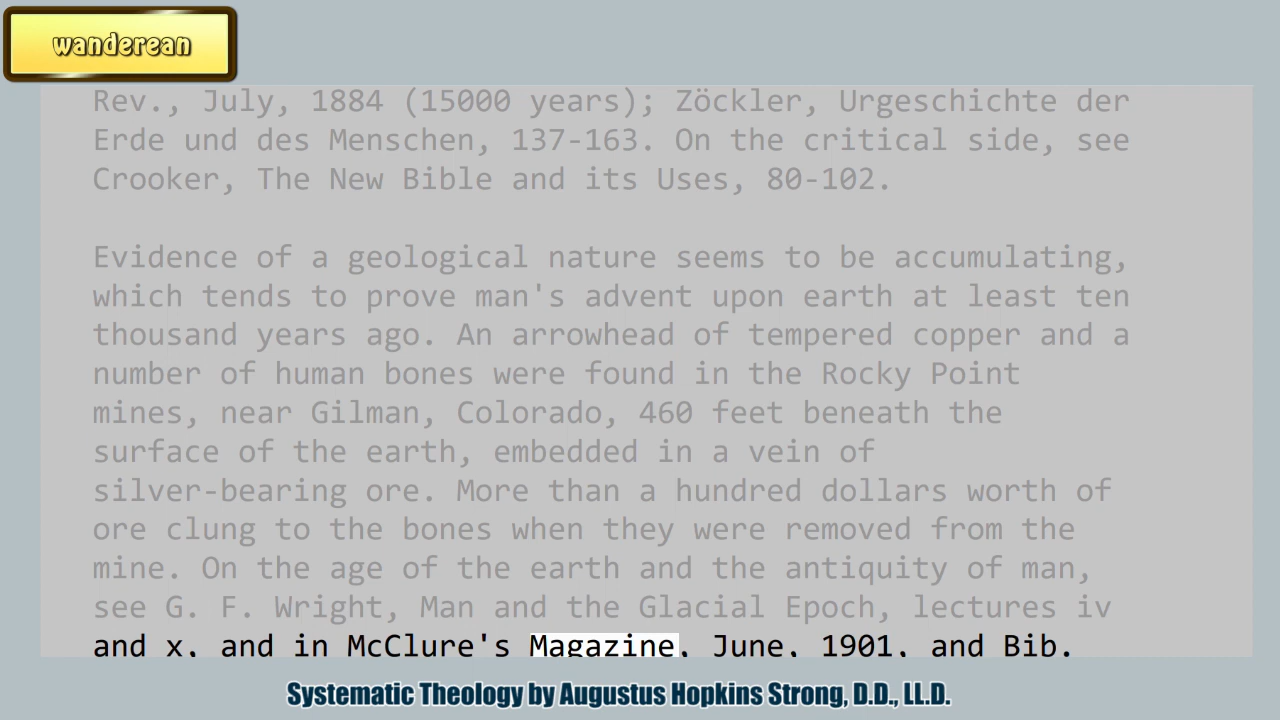 wanderean
Rev., July, 1884 (15000 years); Zöckler, Urgeschichte der
Erde und des Menschen, 137-163. On the critical side, see
Crooker, The New Bible and its Uses, 80-102.
Evidence of a geological nature seems to be accumulating,
which tends to prove man's advent upon earth at least ten
thousand years ago. An arrowhead of tempered copper and a
number of human bones were found in the Rocky Point
mines, near Gilman, Colorado, 460 feet beneath the
surface of the earth, embedded in a vein of
silver-bearing ore. More than a hundred dollars worth of
ore clung to the bones when they were removed from the
mine. On the age of the earth and the antiquity of man,
see G. F. Wright, Man and the Glacial Epoch, lectures iv
and x, and in McClure's Magazine, June, 1901, and Bib.
Systematic Theology by Augustus Hopkins Strong, D.D., LL.D.